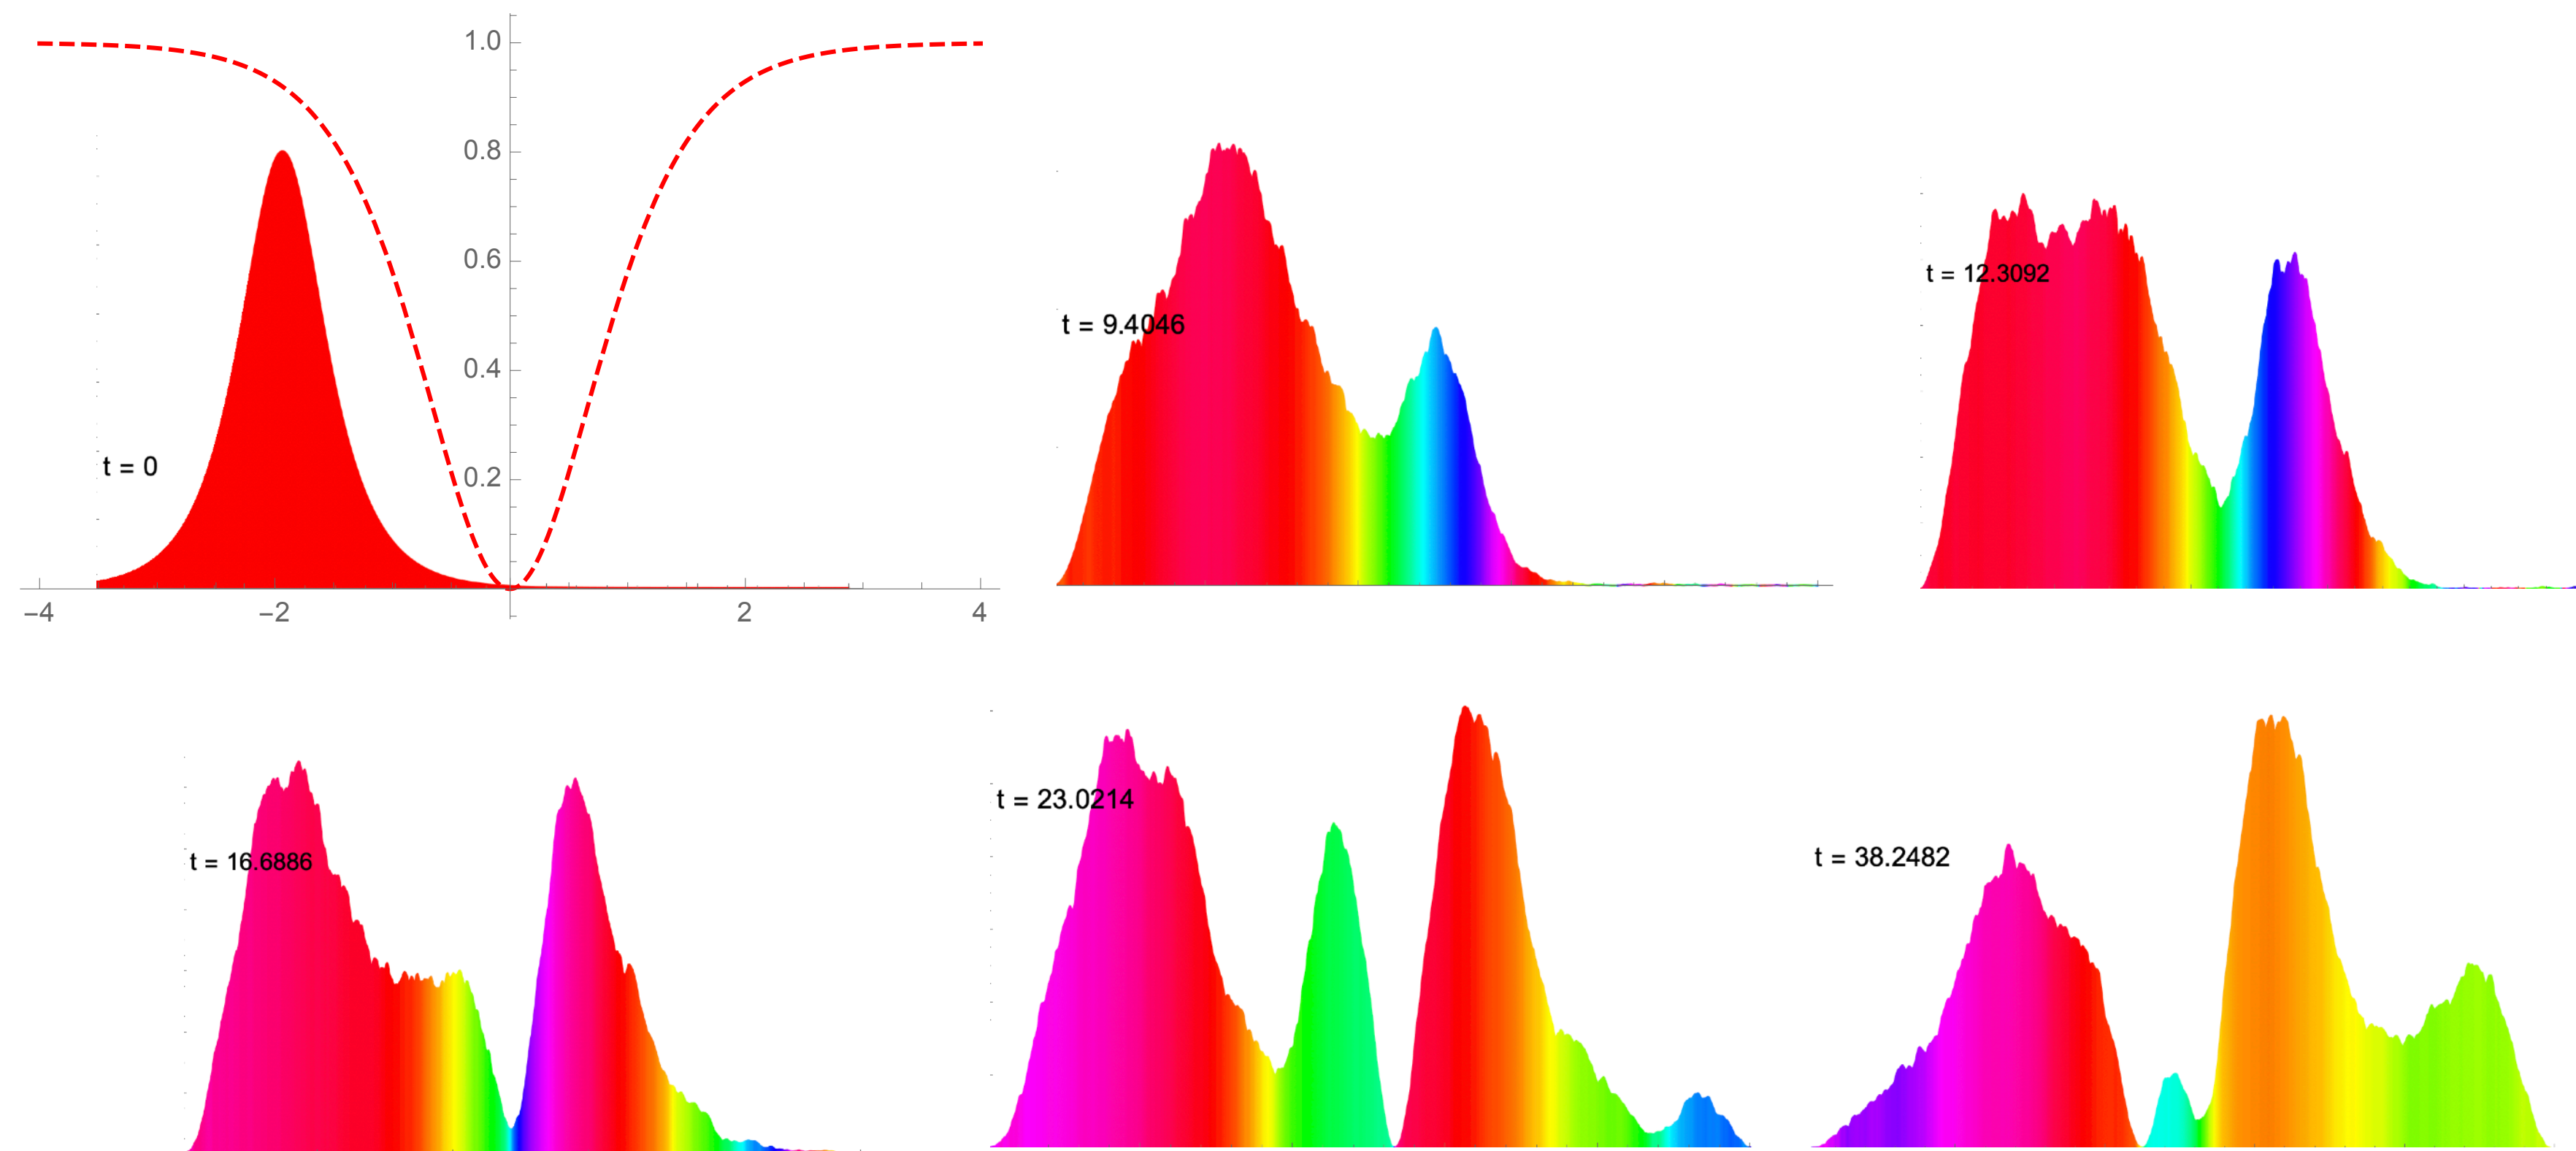 1.0
0.8
0.6
0.4
0.2
t = 0
−4
−2
2
4
t = 9.4046
t = 12.3092
t = 16.6886
t = 23.0214
t = 38.2482